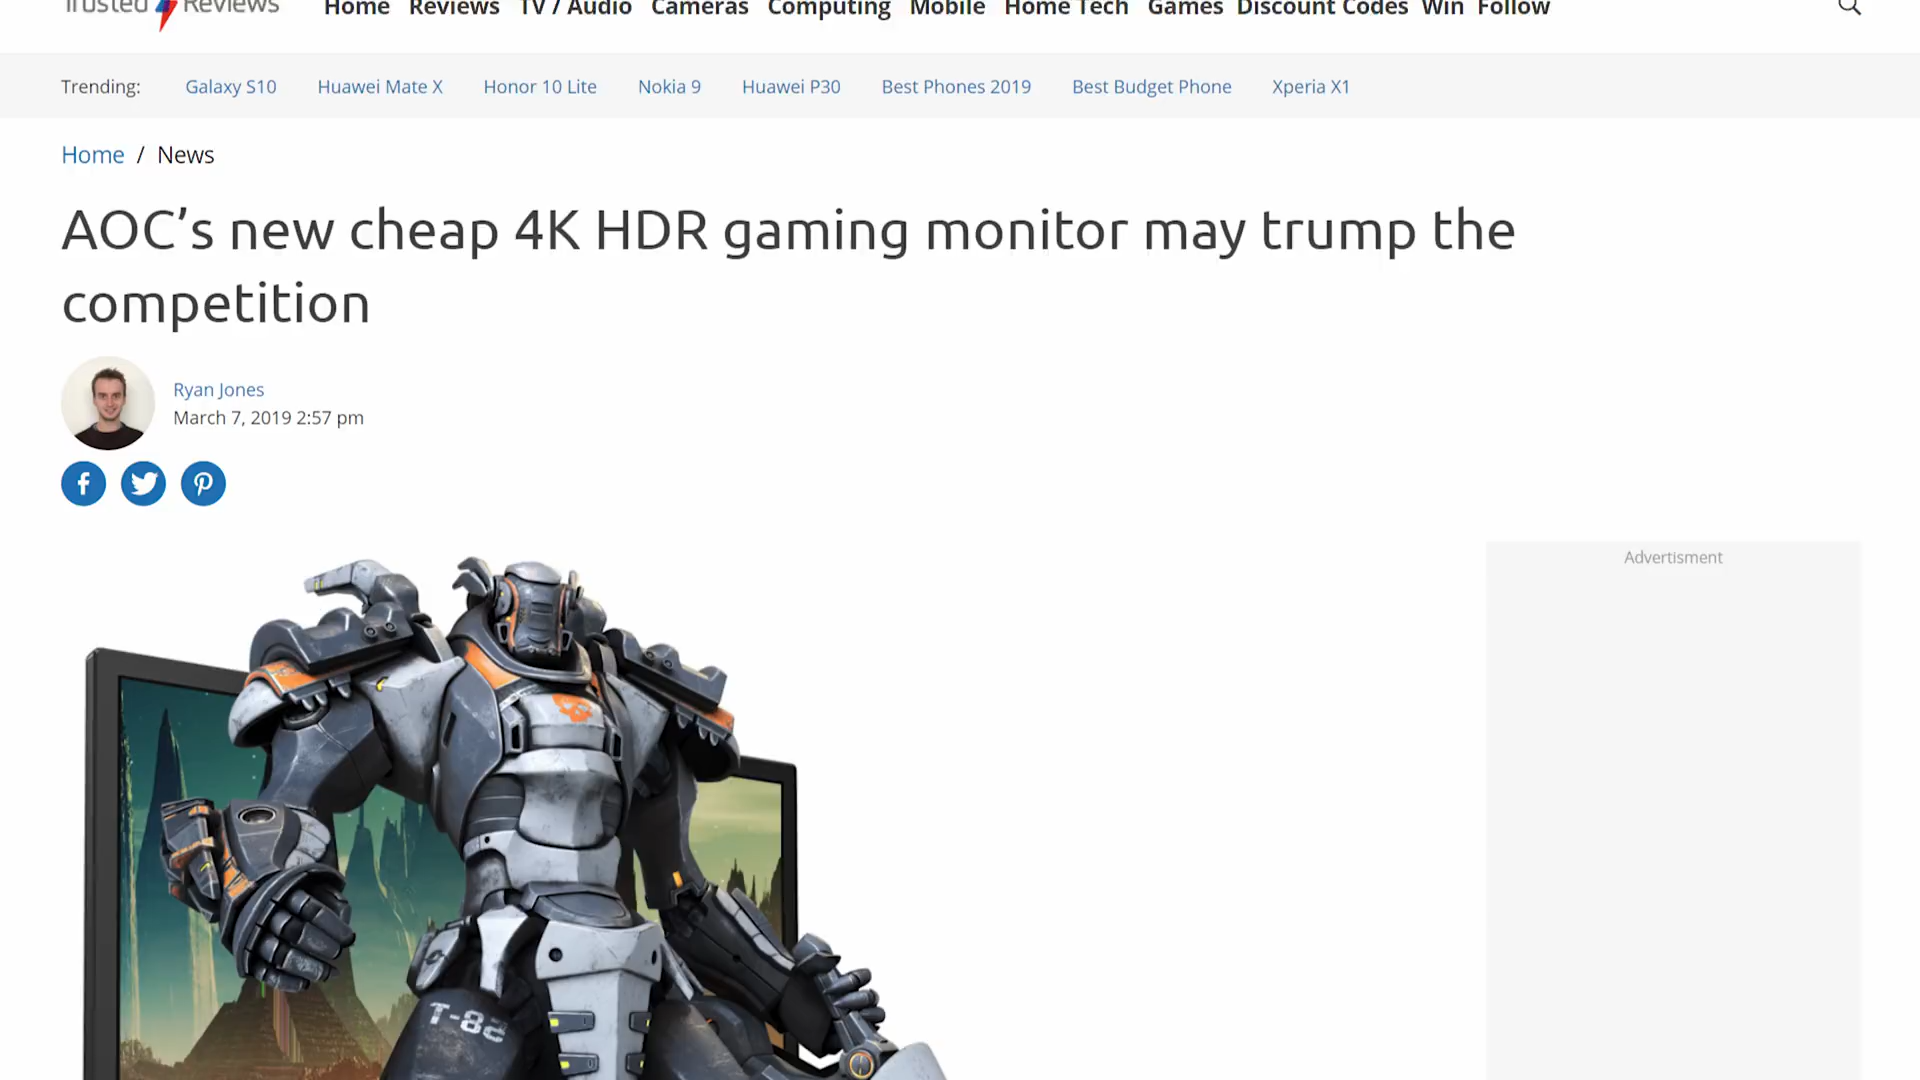 Trusted Reviews
Home Reviews TV / Audio Cameras Computing Mobile Home Tech Games Discount Codes Win Follow
Trending: Galaxy S10 Huawei Mate X Honor 10 Lite Nokia 9 Huawei P30 Best Phones 2019 Best Budget Phone Xperia X1
Home / News
AOC’s new cheap 4K HDR gaming monitor may trump the
competition
Ryan Jones
March 7, 2019 2:57 pm
Advertisment
T-82